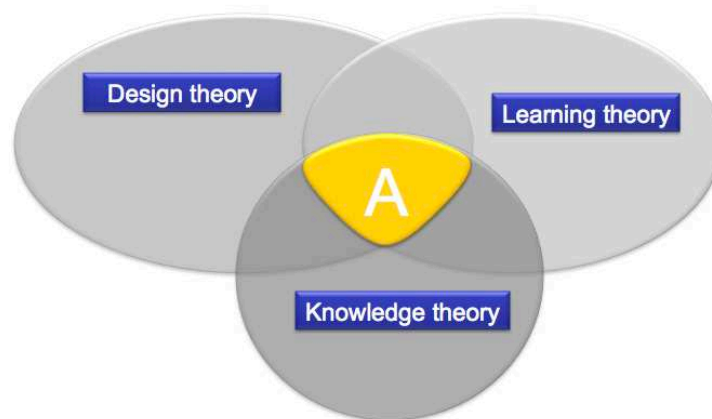 Design theory
Learning theory
A
Knowledge theory